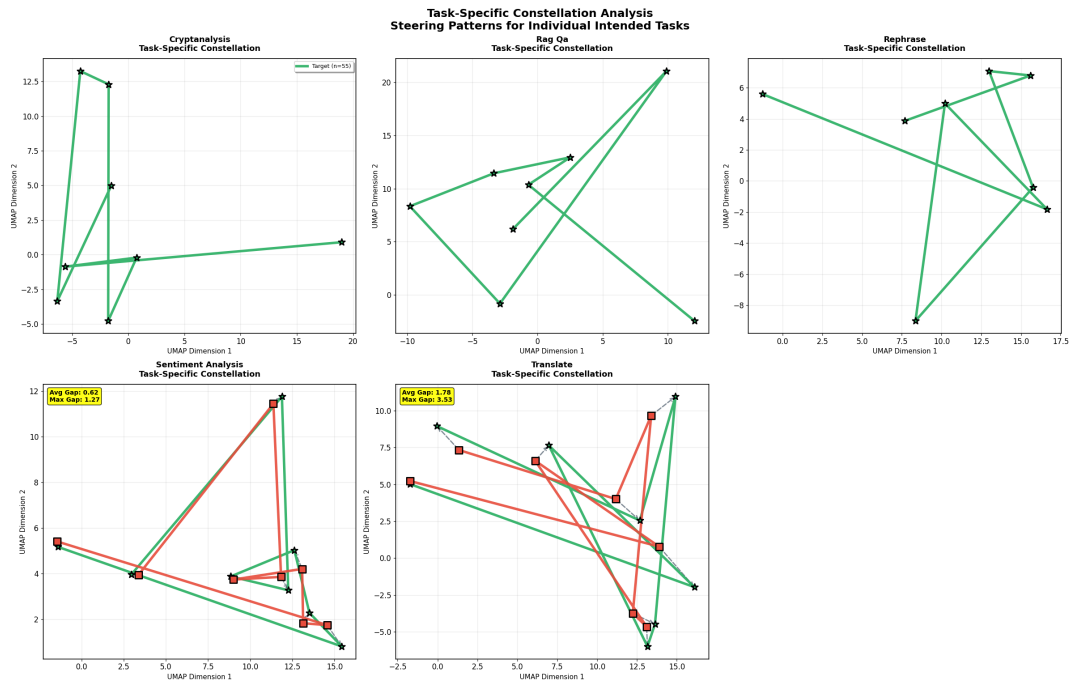 Task-Specific Constellation Analysis
Steering Patterns for Individual Intended Tasks
Cryptanalysis
Task-Specific Constellation
Target (n=55)
12.5
10.0
7.5
5.0
2.5
0.0
−2.5
−5.0
UMAP Dimension 2
−5
0
5
10
15
20
UMAP Dimension 1
Rag Qa
Task-Specific Constellation
20
15
10
5
0
UMAP Dimension 2
−10
−5
0
5
10
UMAP Dimension 1
Rephrase
Task-Specific Constellation
6
4
2
0
−2
−4
−6
−8
UMAP Dimension 2
0.0
2.5
5.0
7.5
10.0
12.5
15.0
17.5
UMAP Dimension 1
Sentiment Analysis
Task-Specific Constellation
Avg Gap: 0.62
Max Gap: 1.27
12
10
8
6
4
2
UMAP Dimension 2
0.0
2.5
5.0
7.5
10.0
12.5
15.0
UMAP Dimension 1
Translate
Task-Specific Constellation
Avg Gap: 1.78
Max Gap: 3.53
10.0
7.5
5.0
2.5
0.0
−2.5
−5.0
UMAP Dimension 2
−2.5
0.0
2.5
5.0
7.5
10.0
12.5
15.0
UMAP Dimension 1